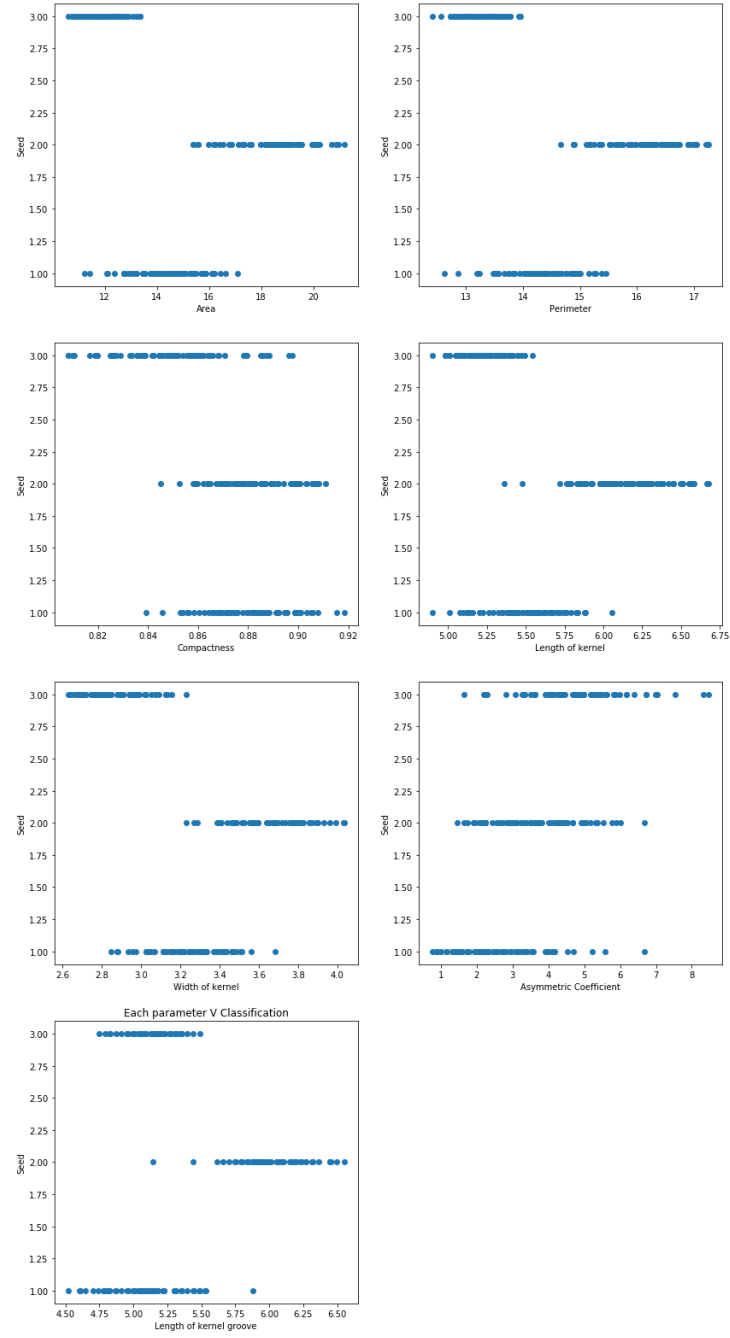 3.00
2.75
2.50
2.25
2.00
1.75
1.50
1.25
1.00
Seed
12 14 16 18 20
Area
3.00
2.75
2.50
2.25
2.00
1.75
1.50
1.25
1.00
Seed
13 14 15 16 17
Perimeter
3.00
2.75
2.50
2.25
2.00
1.75
1.50
1.25
1.00
Seed
0.82 0.84 0.86 0.88 0.90 0.92
Compactness
3.00
2.75
2.50
2.25
2.00
1.75
1.50
1.25
1.00
Seed
5.00 5.25 5.50 5.75 6.00 6.25 6.50 6.75
Length of kernel
3.00
2.75
2.50
2.25
2.00
1.75
1.50
1.25
1.00
Seed
2.6 2.8 3.0 3.2 3.4 3.6 3.8 4.0
Width of kernel
3.00
2.75
2.50
2.25
2.00
1.75
1.50
1.25
1.00
Seed
1 2 3 4 5 6 7 8
Asymmetric Coefficient
Each parameter V Classification
3.00
2.75
2.50
2.25
2.00
1.75
1.50
1.25
1.00
Seed
4.50 4.75 5.00 5.25 5.50 5.75 6.00 6.25 6.50
Length of kernel groove